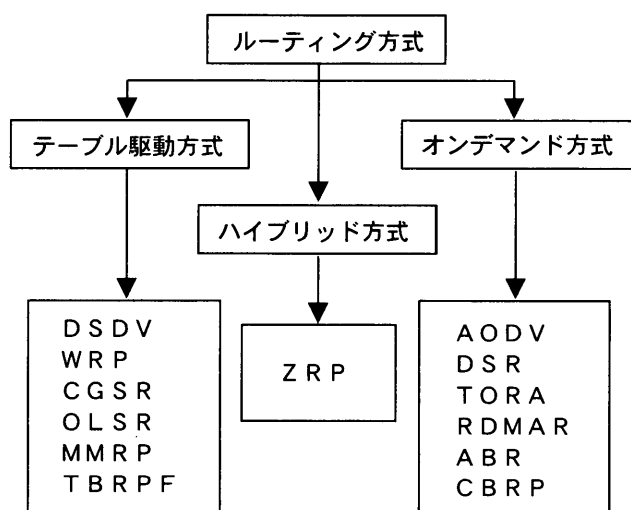 ルーティング方式
テーブル駆動方式
オンデマンド方式
ハイブリッド方式
DSDV
WRP
CGSR
OLSR
MMRP
TBRPF
ZRP
AODV
DSR
TORA
RDMAR
ABR
CBRP